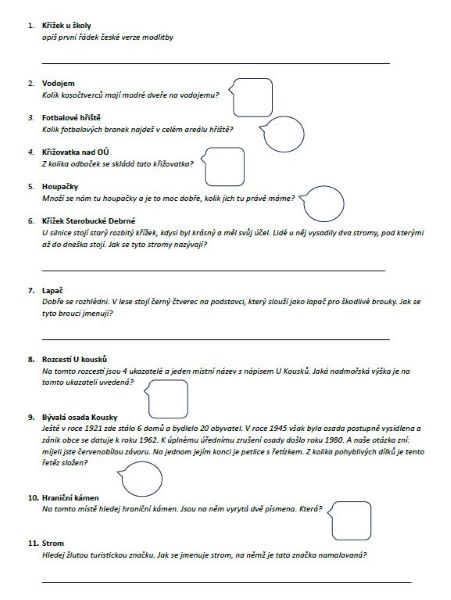 1. Křížek u školy
opiš první řádek české verze modlitby
2. Vodojem
Kolik kosočtverců mají modré dveře na vodojemu?
3. Fotbalové hřiště
Kolik fotbalových branek najdeš v celém areálu hřiště?
4. Křižovatka nad OÚ
Z kolika odboček se skládá tato křižovatka?
5. Houpačky
Množí se nám tu houpačky a je to moc dobře, kolik jich tu právě máme?
6. Křížek Starobucké Debrné
U silnice stojí starý rozbitý křížek, kdysi byl krásný a měl svůj účel. Lidé u něj vysadily dva stromy, pod kterými
až do dneška stojí. Jak se tyto stromy nazývají?
7. Lapač
Dobře se rozhlédni. V lese stojí černý čtverec na podstavci, který slouží jako lapač pro škodlivé brouky. Jak se
tyto brouci jmenují?
8. Rozcestí U kousků
Na tomto rozcestí jsou 4 ukazatelé a jeden místní název s nápisem U Kousků. Jaká nadmořská výška je na
tomto ukazateli uvedená?
9. Bývalá osada Kousky
Ještě v roce 1921 zde stálo 6 domů a bydlelo 20 obyvatel. V roce 1945 však byla osada postupně vysídlena a
zánik obce se datuje k roku 1962. K úplnému úřednímu zrušení osady došlo roku 1980. A naše otázka zní:
míjeli jste červenobílou závoru. Na jednom jejím konci je petlice s řetízkem. Z kolika pohyblivých dílků je tento
řetěz složen?
10. Hraniční kámen
Na tomto místě hledej hraniční kámen. Jsou na něm vyrytá dvě písmena. Která?
11. Strom
Hledej žlutou turistickou značku. Jak se jmenuje strom, na němž je tato značka namalovaná?